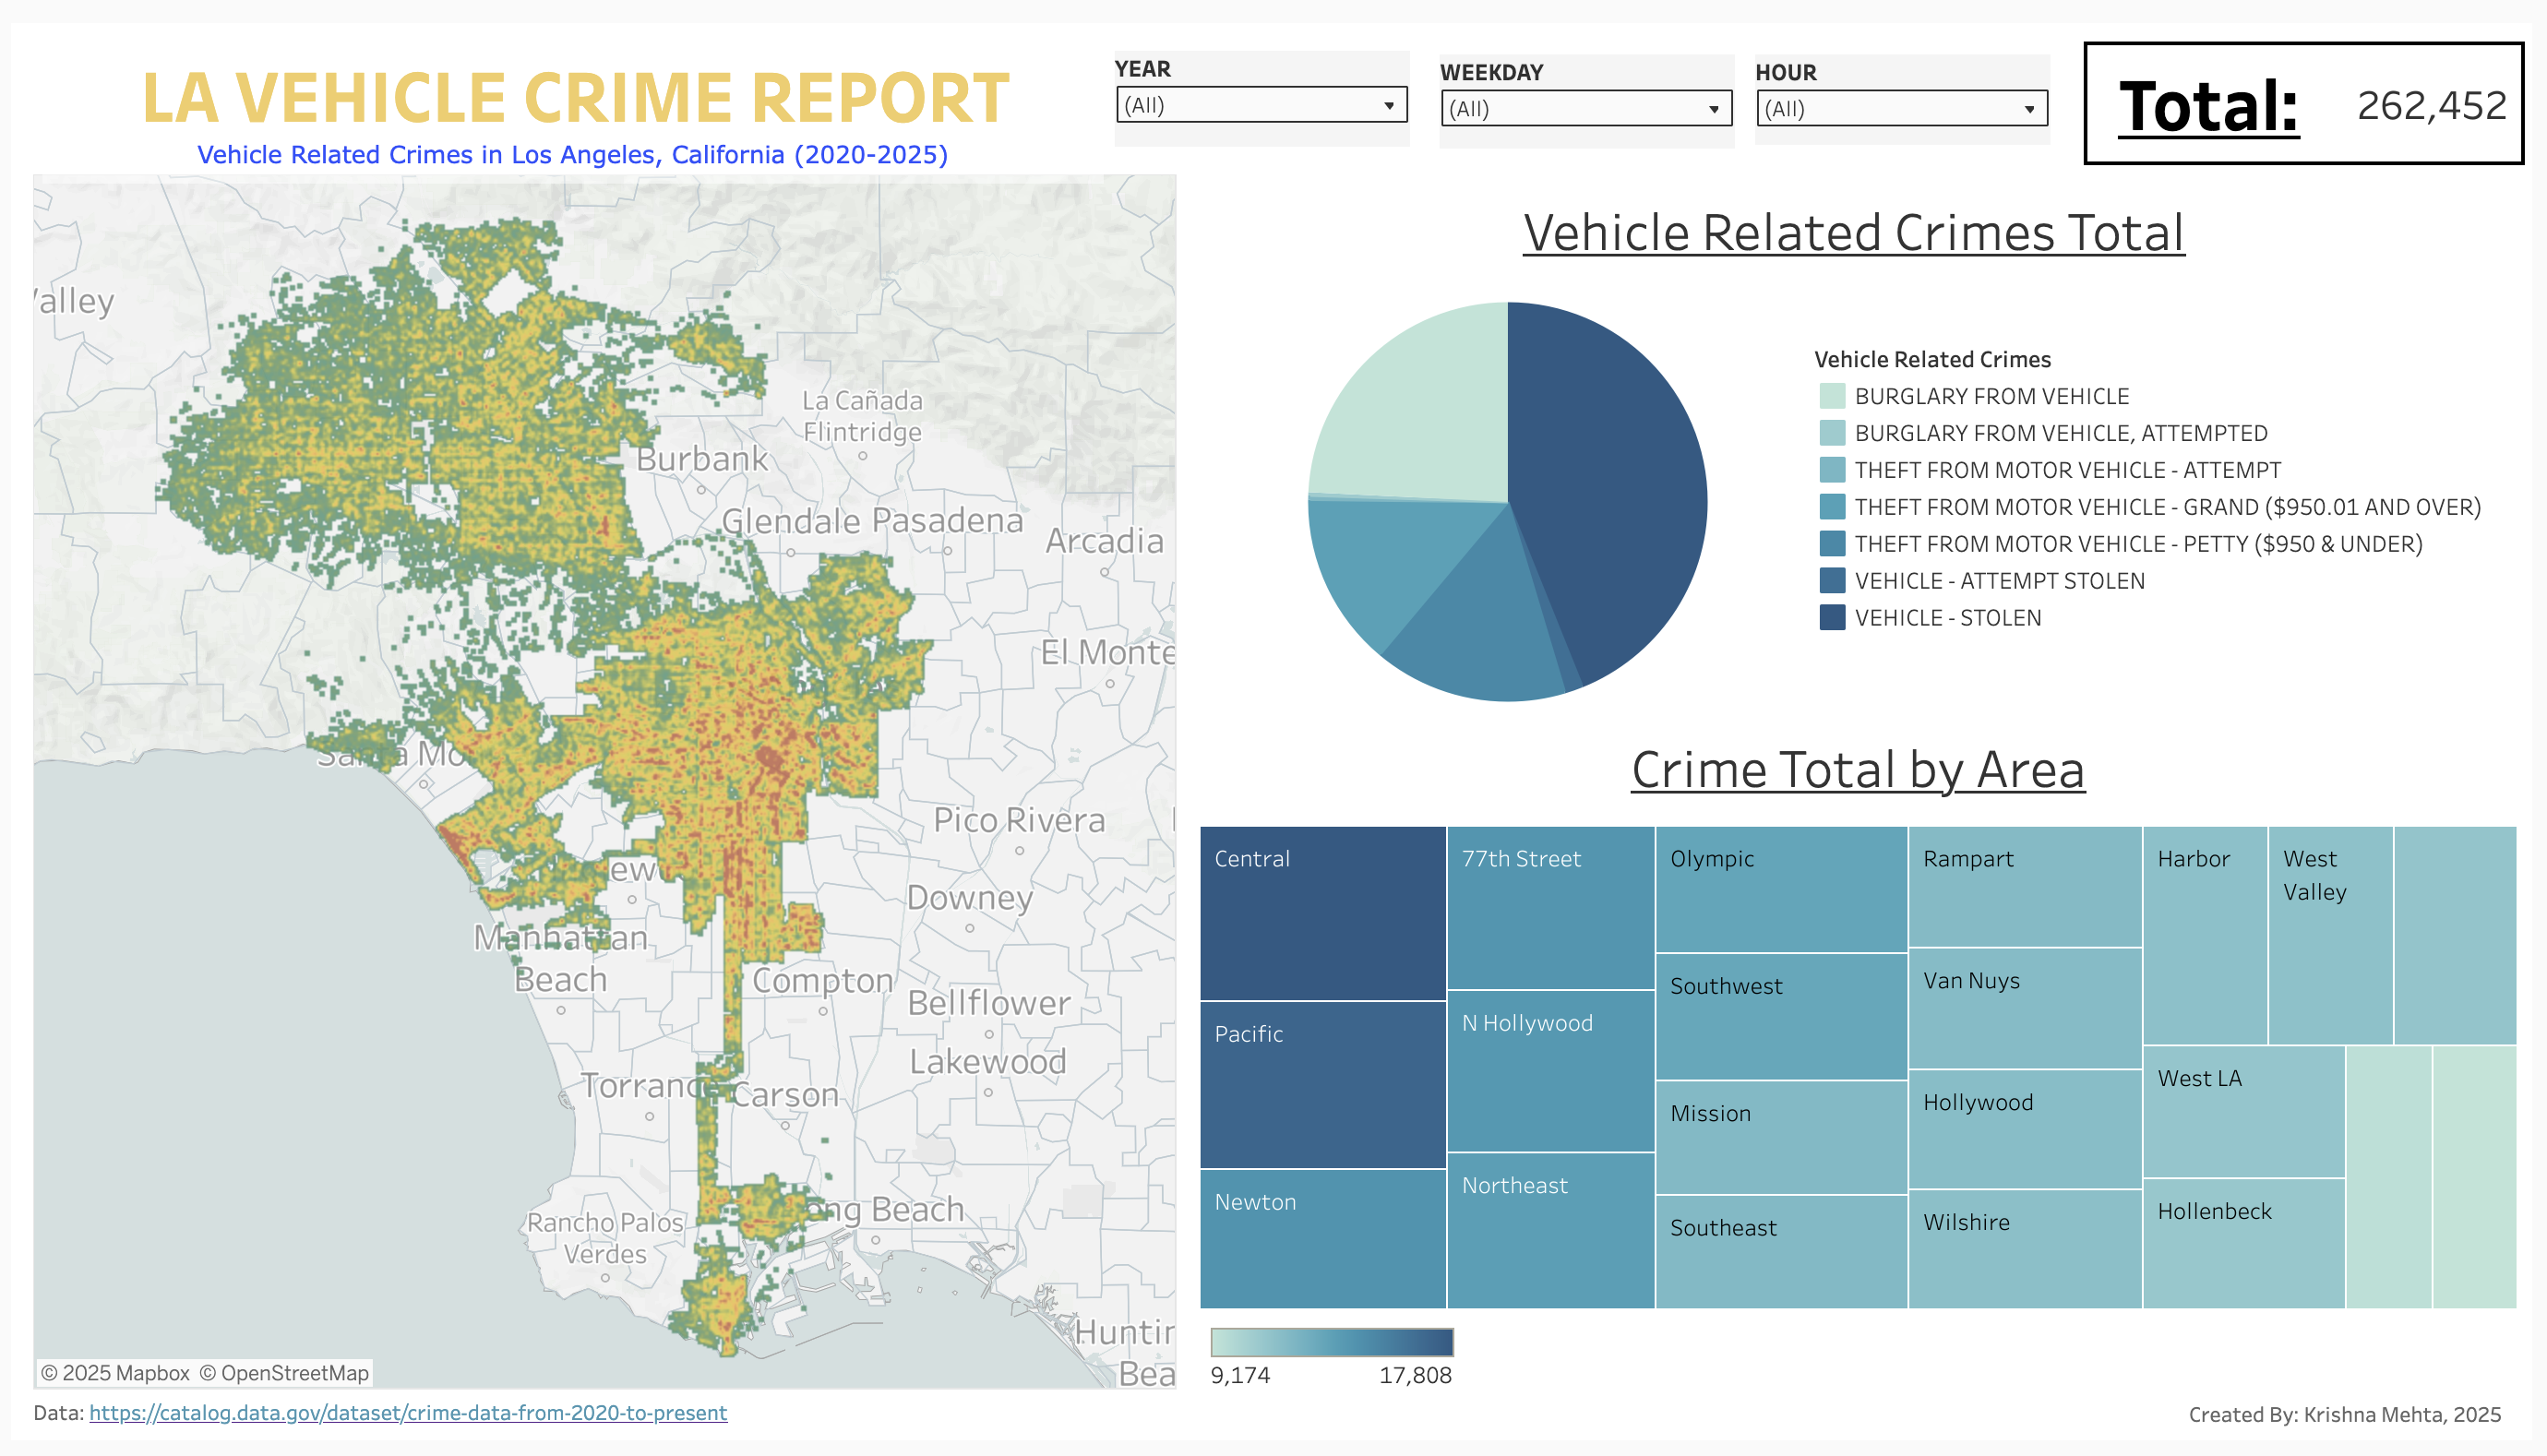 LA VEHICLE CRIME REPORT
Vehicle Related Crimes in Los Angeles, California (2020-2025)
YEAR
(All)
WEEKDAY
(All)
HOUR
(All)
Total: 262,452
alley
La Cañada
Flintridge
Burbank
Glendale
Pasadena
Arcadia
El Monte
Pico Rivera
Downey
Manhattan
Beach
Compton
Bellflower
Lakewood
Carson
Rancho Palos
Verdes
Beach
© 2025 Mapbox © OpenStreetMap
Vehicle Related Crimes Total
Vehicle Related Crimes
BURGLARY FROM VEHICLE
BURGLARY FROM VEHICLE, ATTEMPTED
THEFT FROM MOTOR VEHICLE - ATTEMPT
THEFT FROM MOTOR VEHICLE - GRAND ($950.01 AND OVER)
THEFT FROM MOTOR VEHICLE - PETTY ($950 & UNDER)
VEHICLE - ATTEMPT STOLEN
VEHICLE - STOLEN
Crime Total by Area
Central
Pacific
Newton
77th Street
N Hollywood
Northeast
Olympic
Southwest
Mission
Southeast
Rampart
Van Nuys
Hollywood
Wilshire
Harbor
West
Valley
West LA
Hollenbeck
9,174
17,808
Data: https://catalog.data.gov/dataset/crime-data-from-2020-to-present
Created By: Krishna Mehta, 2025